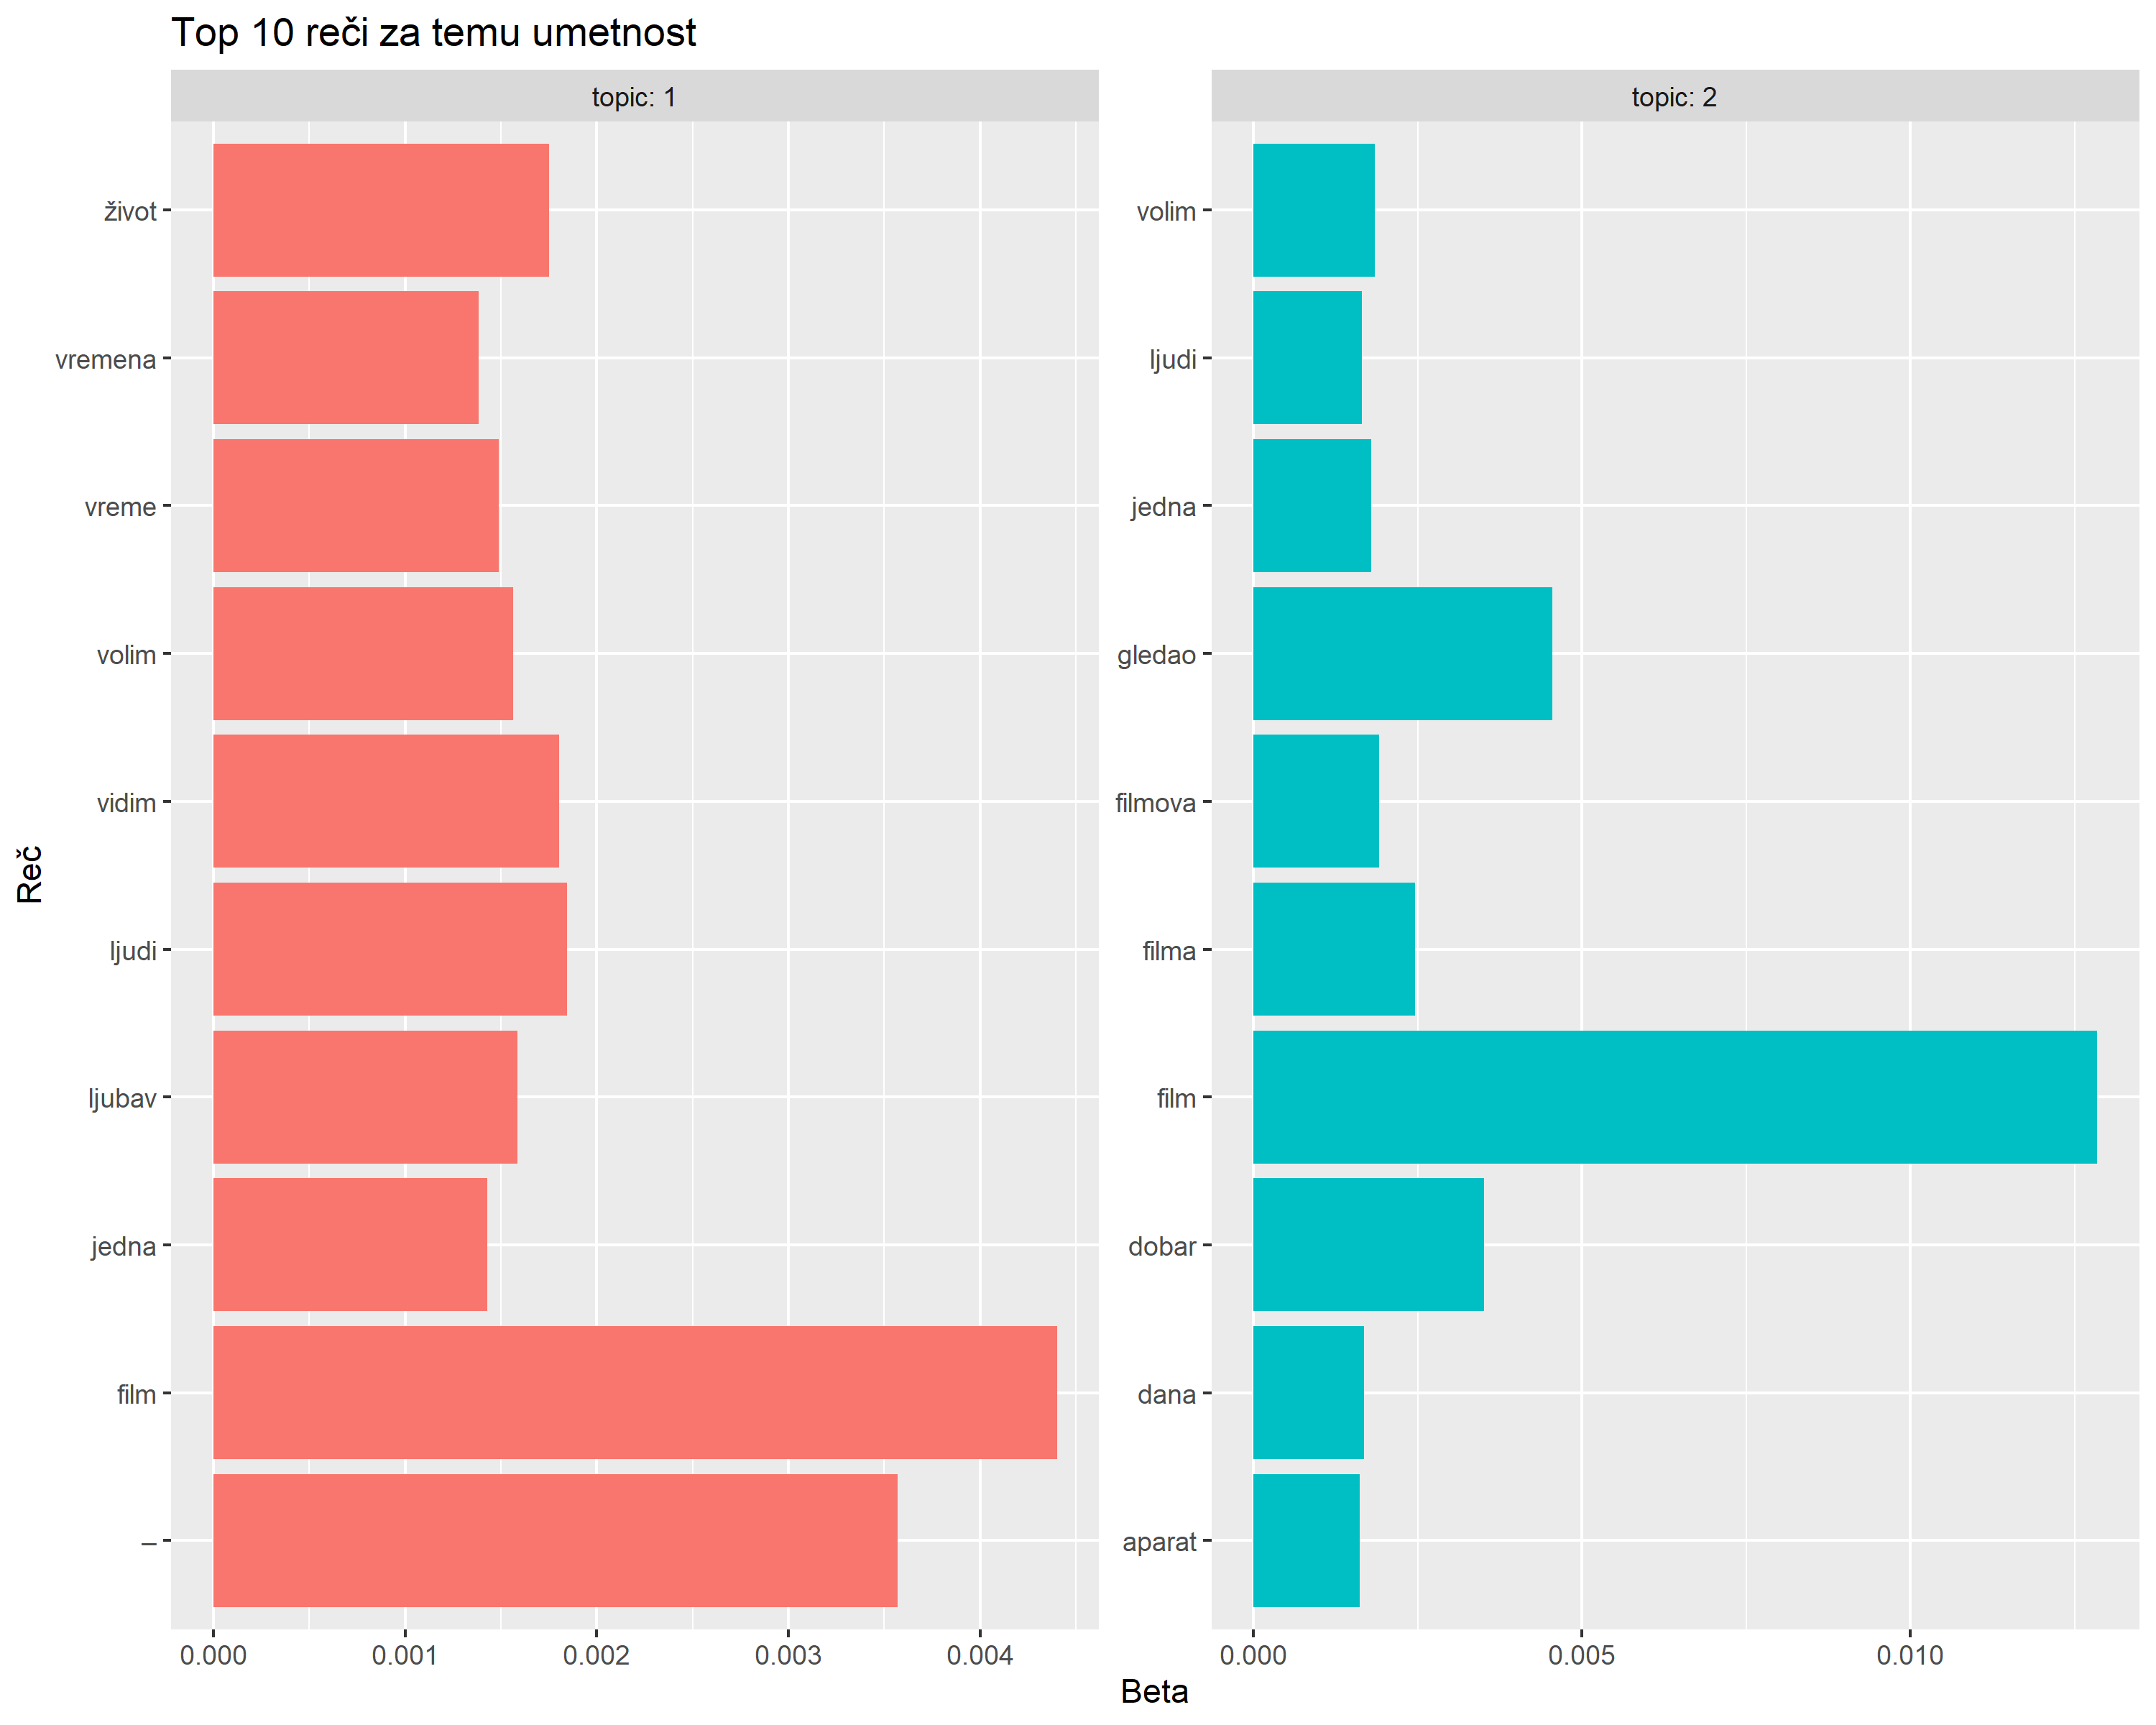 Top 10 reči za temu umetnost
topic: 1
život
vremena
vreme
volim
vidim
ljudi
ljubav
jedna
film
–
0.000 0.001 0.002 0.003 0.004
topic: 2
volim
ljudi
jedna
gledao
filmova
filma
film
dobar
dana
aparat
0.000 0.005 0.010
Beta
Reč